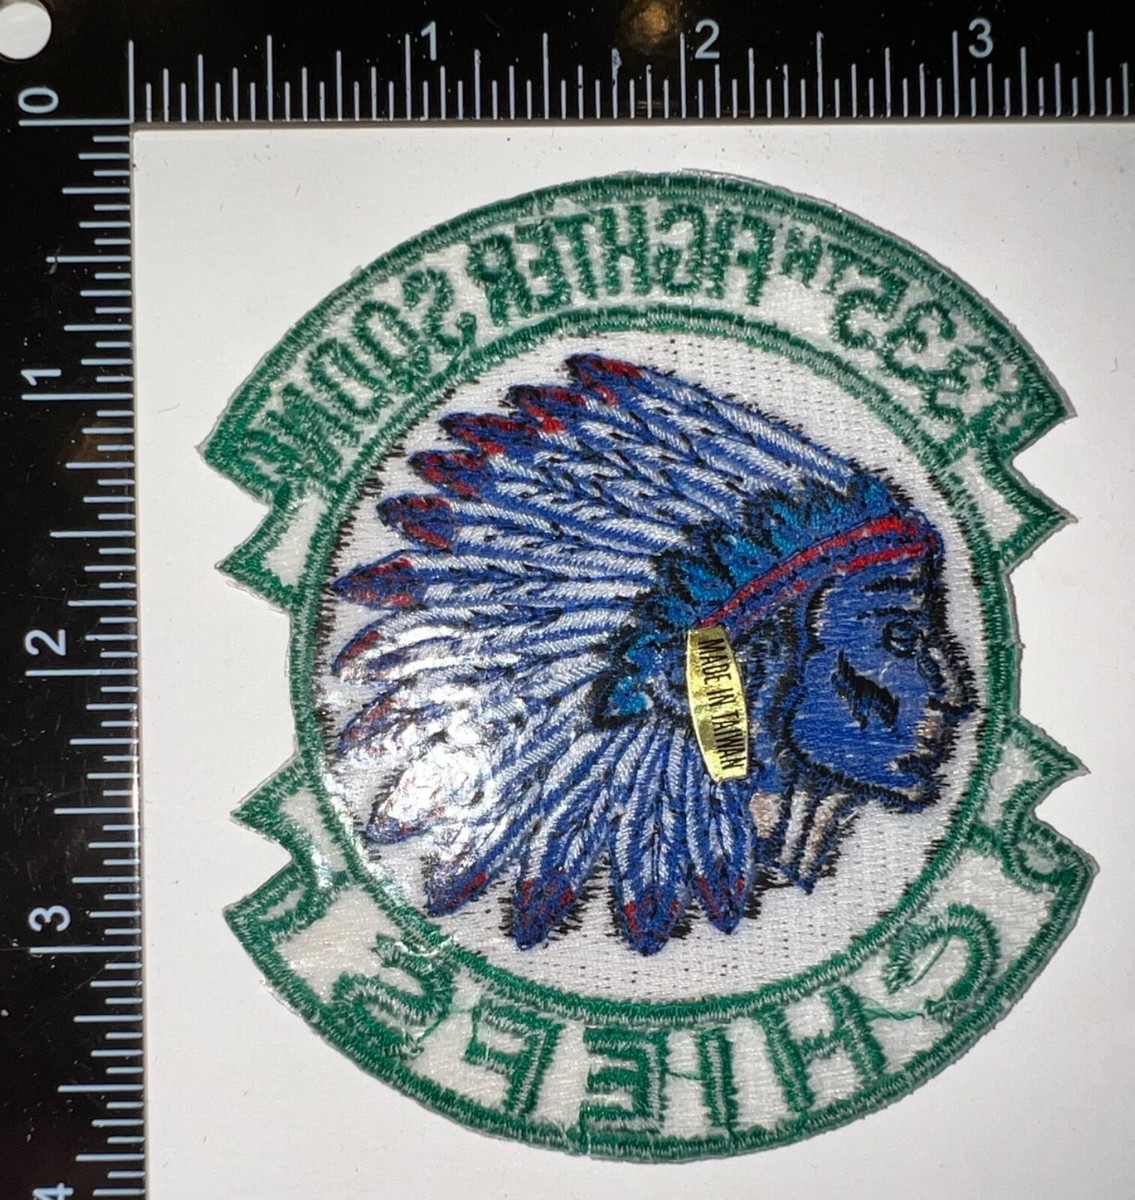 1 2 3
0
1
2
3
4
335TH FIGHTER SQDN.
MADE IN TAIWAN
CHIEFS